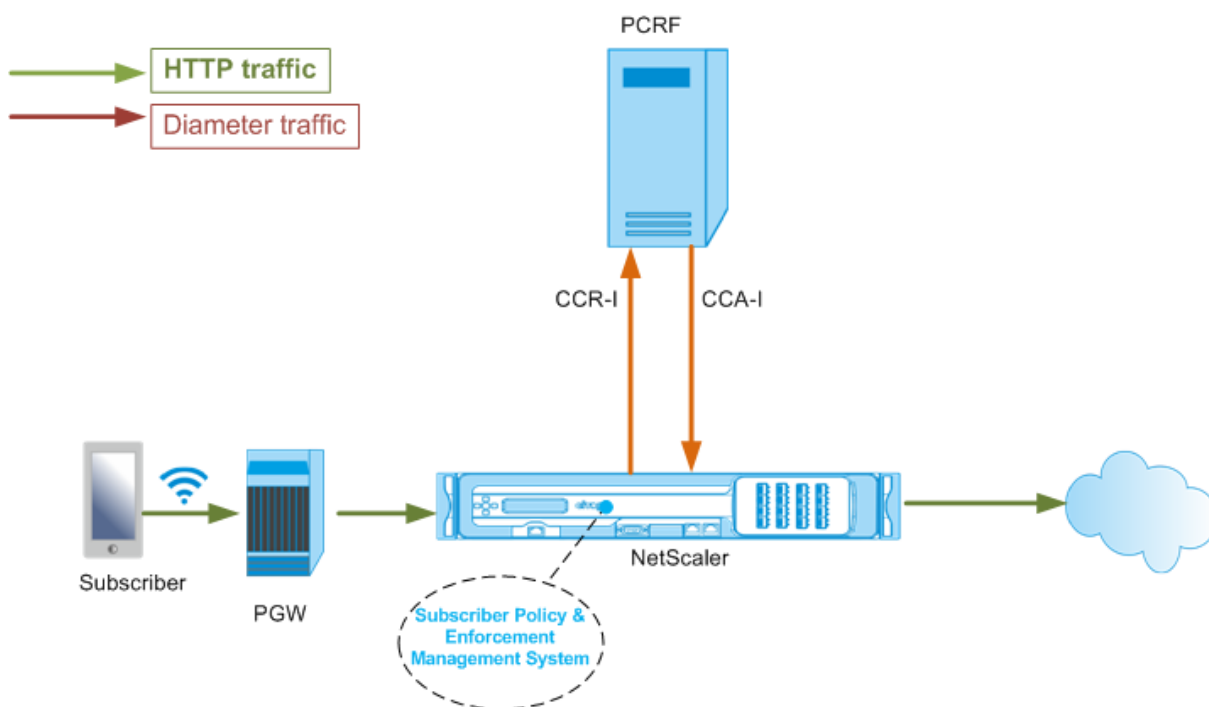 PCRF
HTTP traffic
Diameter traffic
CCR-I
CCA-I
NetScaler
Subscriber
PGW
Subscriber Policy &
Enforcement
Management System